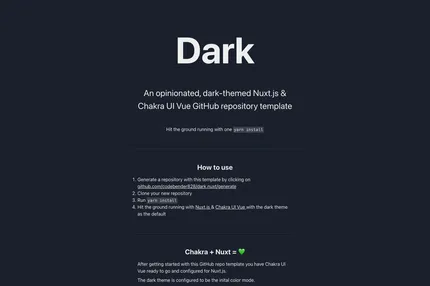 Dark
An opinionated, dark-themed Nuxt.js &
Chakra UI Vue GitHub repository template
Hit the ground running with one yarn install
How to use
1. Generate a repository with this template by clicking on
github.com/codebender828/dark-nuxt/generate
2. Clone your new repository
3. Run yarn install
4. Hit the ground running with Nuxt.js & Chakra UI Vue with the dark theme
as the default
Chakra + Nuxt = 💚
After getting started with this GitHub repo template you have Chakra UI
Vue ready to go and configured for Nuxt.js.
The dark theme is configured to be the inital color mode.